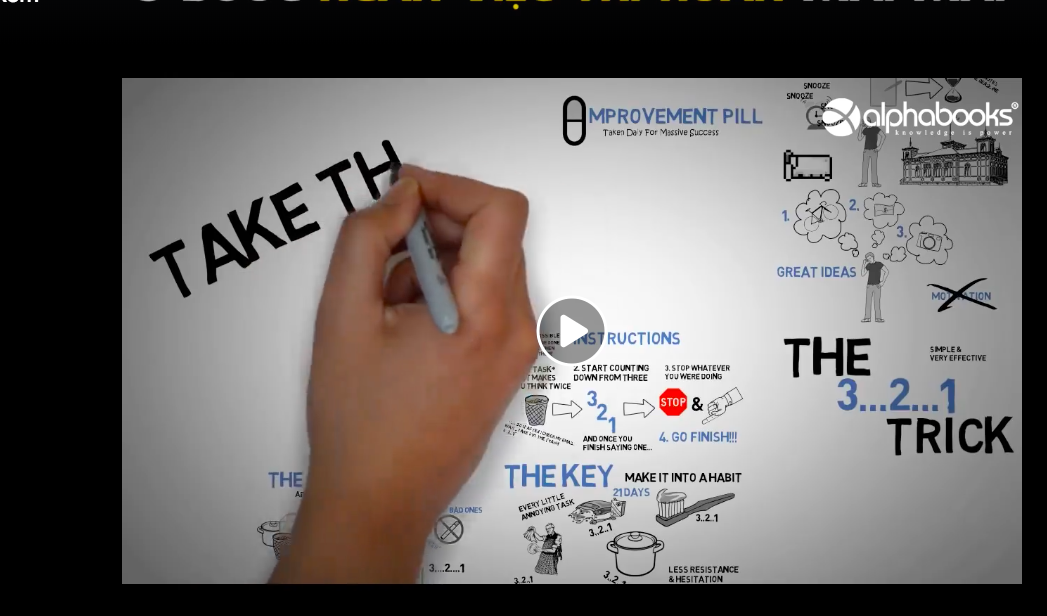 SNOOZE
SNOOZE
alphabooks®
knowledge is power
IMPROVEMENT PILL
Taken Daily For Massive Success
TAKE TH
1.
2.
3.
GREAT IDEAS
MOTIVATION
INSTRUCTIONS
THE
SIMPLE &
VERY EFFECTIVE
3...2...1
TRICK
TASK*
2. START COUNTING
DOWN FROM THREE
3. STOP WHATEVER
YOU WERE DOING
THINK TWICE
3
2
1
STOP &
AND ONCE YOU
FINISH SAYING ONE...
4. GO FINISH!!!
THE
THE KEY
MAKE IT INTO A HABIT
21 DAYS
EVERY LITTLE
ANNOYING TASK
BAD ONES
3..2..1
3..2..1
3....2....1
3..2..1
3..2..1
LESS RESISTANCE
& HESITATION